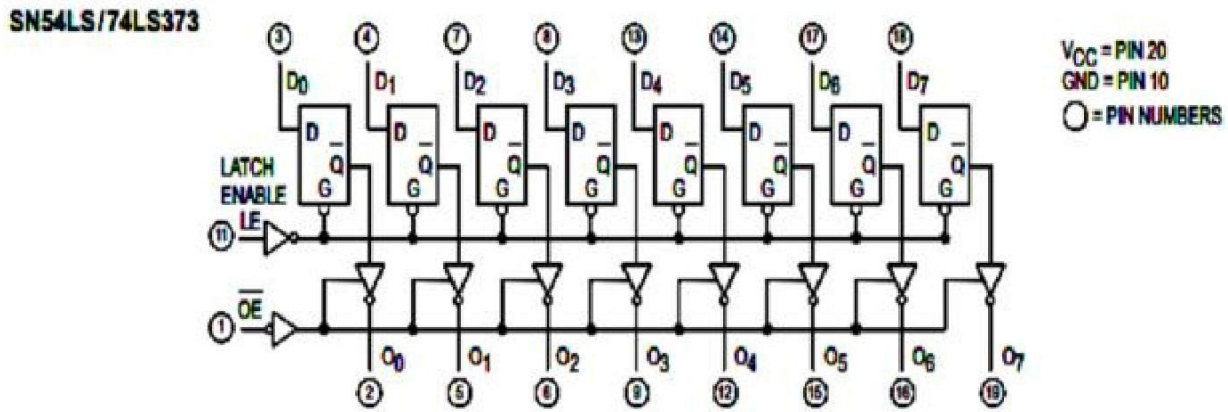 SN54LS/74LS373
3 4 7 8 13 14 17 18
V_CC = PIN 20
GND = PIN 10
= PIN NUMBERS
D0 D1 D2 D3 D4 D5 D6 D7
D D D D D D D D
Q̅ Q̅ Q̅ Q̅ Q̅ Q̅ Q̅ Q̅
G G G G G G G G
LATCH
ENABLE
LE
11
O̅E̅
1
O0 O1 O2 O3 O4 O5 O6 O7
2 5 6 9 12 15 16 19